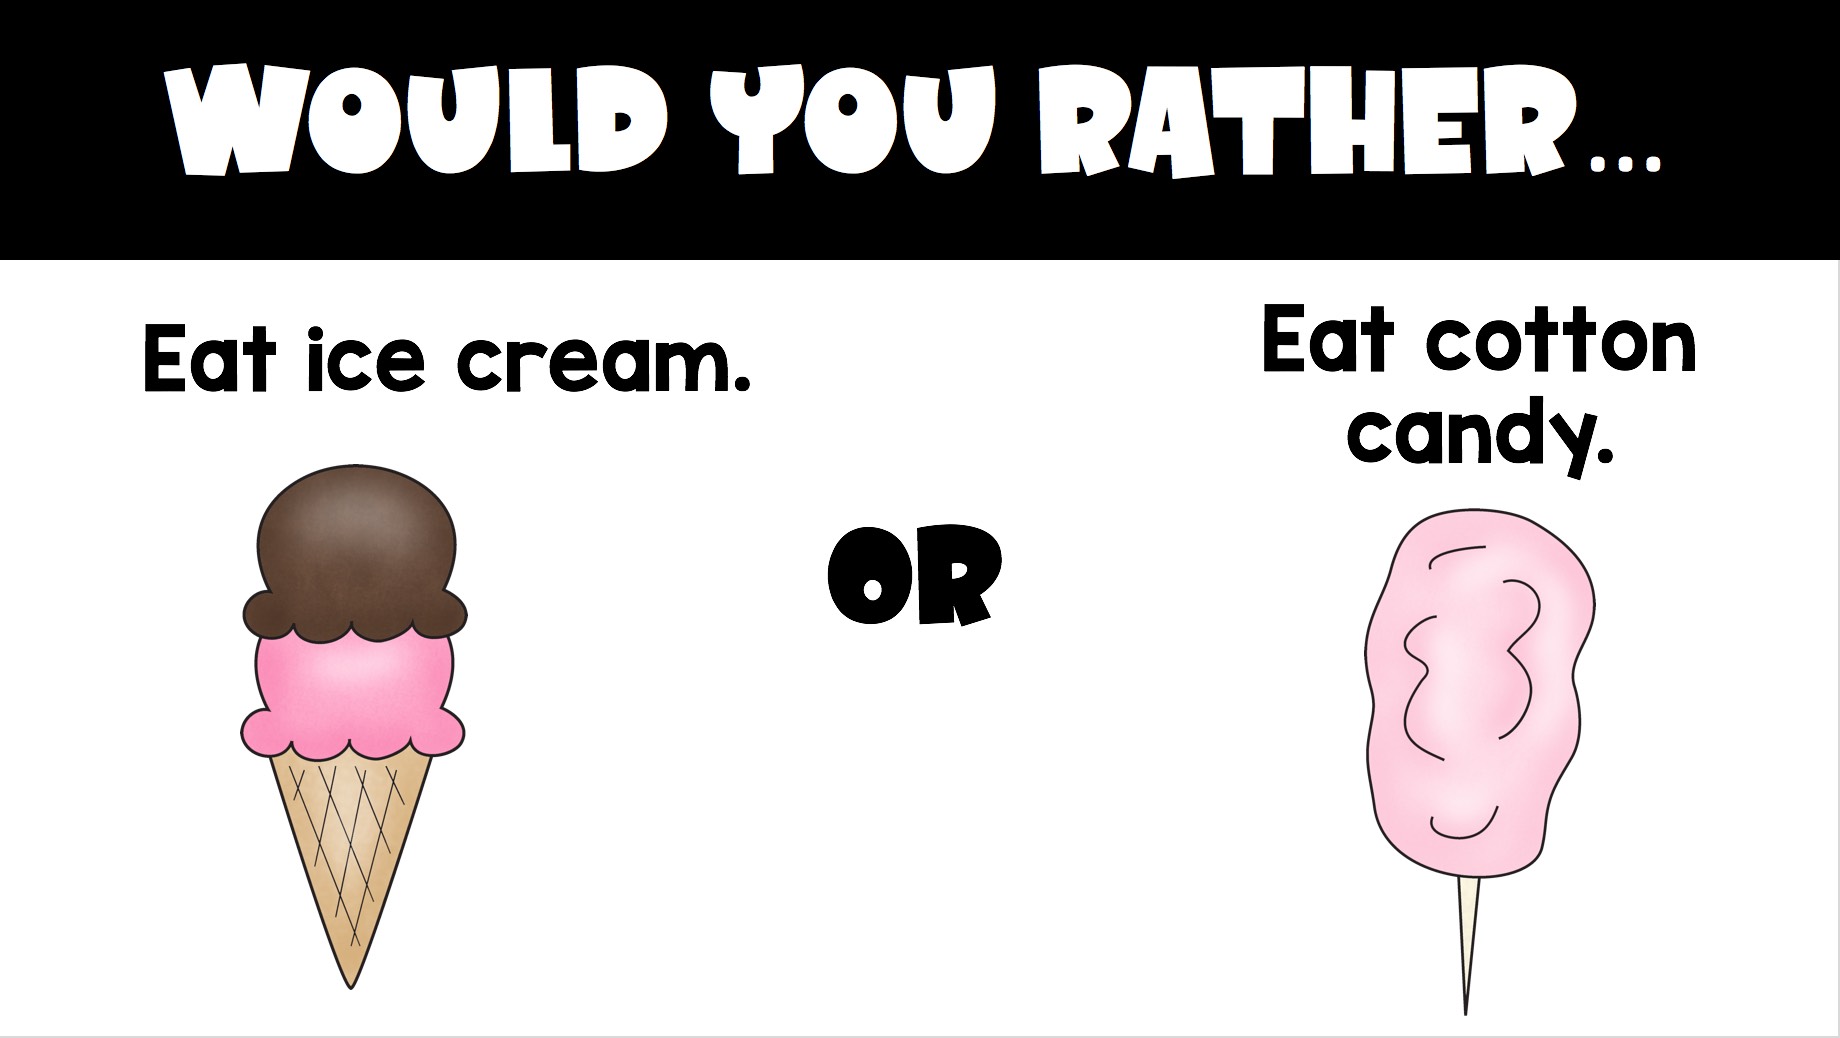 WOULD YOU RATHER...
Eat ice cream.
OR
Eat cotton
candy.